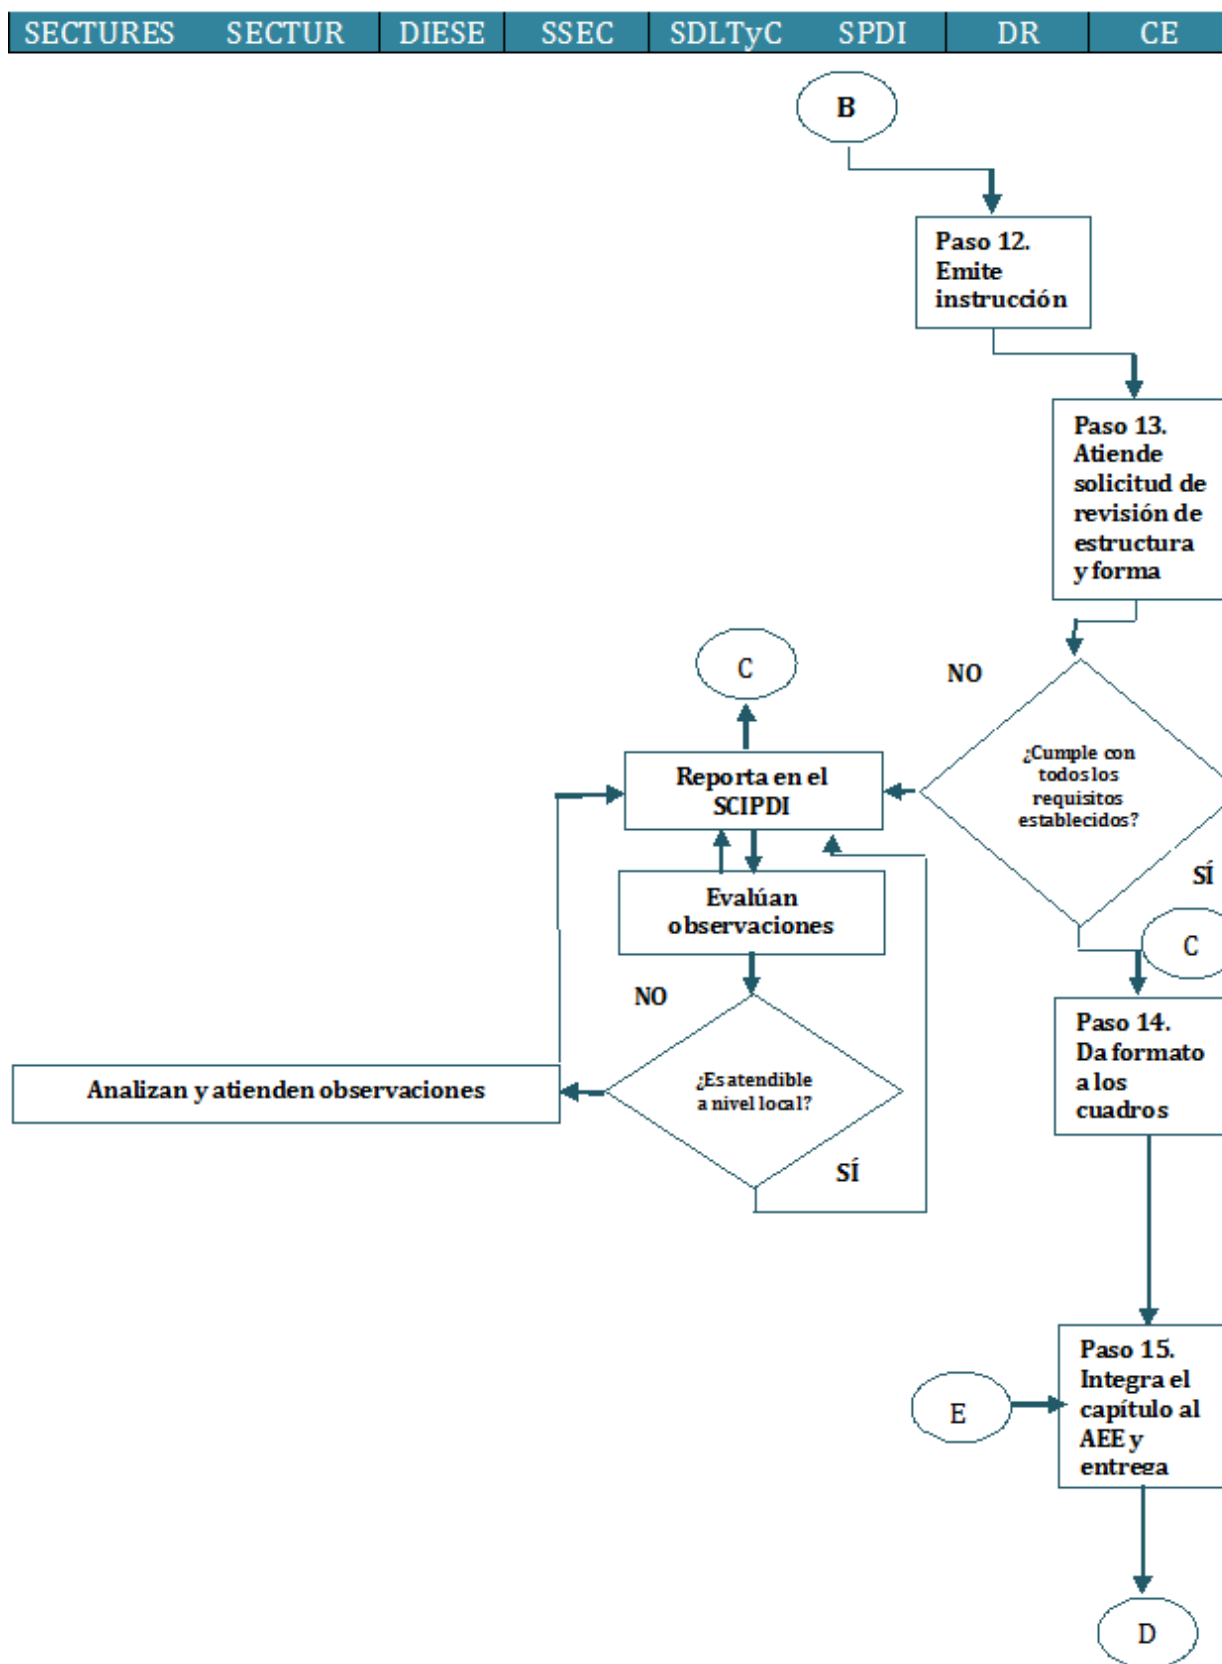 SECTURES SECTUR DIESE SSEC SDLTyC SPDI DR CE
B
Paso 12.
Emite
instrucción
Paso 13.
Atiende
solicitud de
revisión de
estructura
y forma
NO
C
¿Cumple con
todos los
requisitos
establecidos?
Reporta en el
SCIPDI
SÍ
Evalúan
observaciones
C
NO
Paso 14.
Da formato
a los
cuadros
¿Es atendible
a nivel local?
Analizan y atienden observaciones
SÍ
Paso 15.
Integra el
capítulo al
AEE y
entrega
E
D